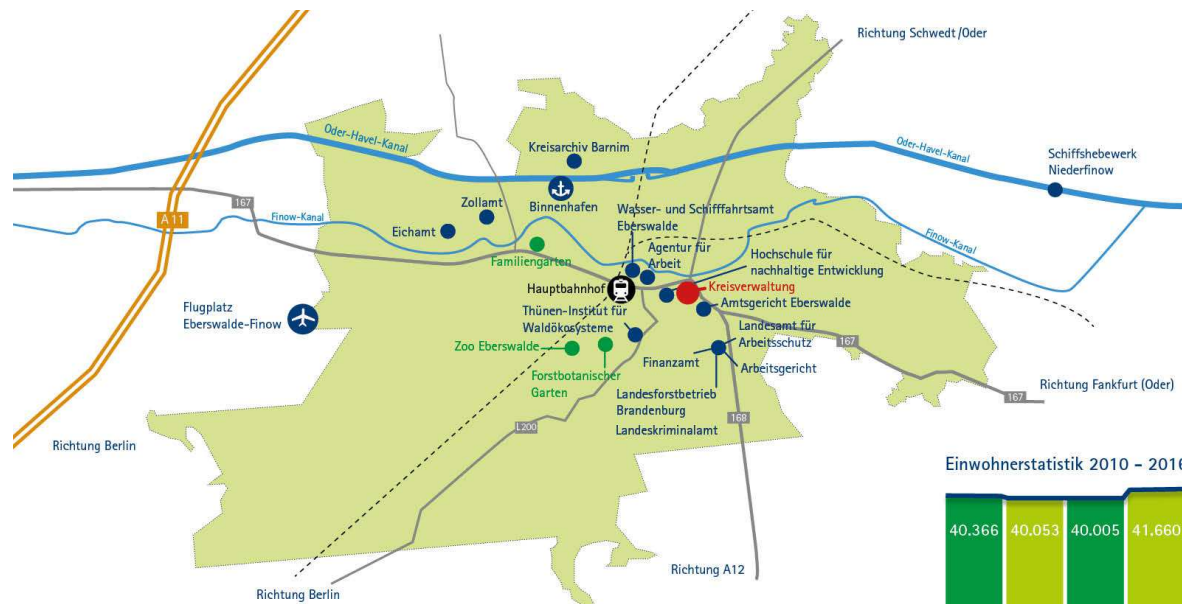 Richtung Schwedt/Oder
Oder-Havel-Kanal
Kreisarchiv Barnim
Oder-Havel-Kanal
Schiffshebewerk
Niederfinow
167
A11
Zollamt
Binnenhafen
Finow-Kanal
Eichamt
Wasser- und Schifffahrtsamt
Eberswalde
Agentur für
Arbeit
Hochschule für
nachhaltige Entwicklung
Finow-Kanal
Familiengarten
Hauptbahnhof
Kreisverwaltung
Amtsgericht Eberswalde
Flugplatz
Eberswalde-Finow
Thünen-Institut für
Waldökosysteme
Landesamt für
Arbeitsschutz
167
Zoo Eberswalde
Finanzamt
Arbeitsgericht
Forstbotanischer
Garten
Landesforstbetrieb
Brandenburg
Landeskriminalamt
Richtung Fankfurt (Oder)
167
168
L200
Richtung Berlin
Einwohnerstatistik 2010 - 2016
40.366
40.053
40.005
41.660
Richtung A12
Richtung Berlin